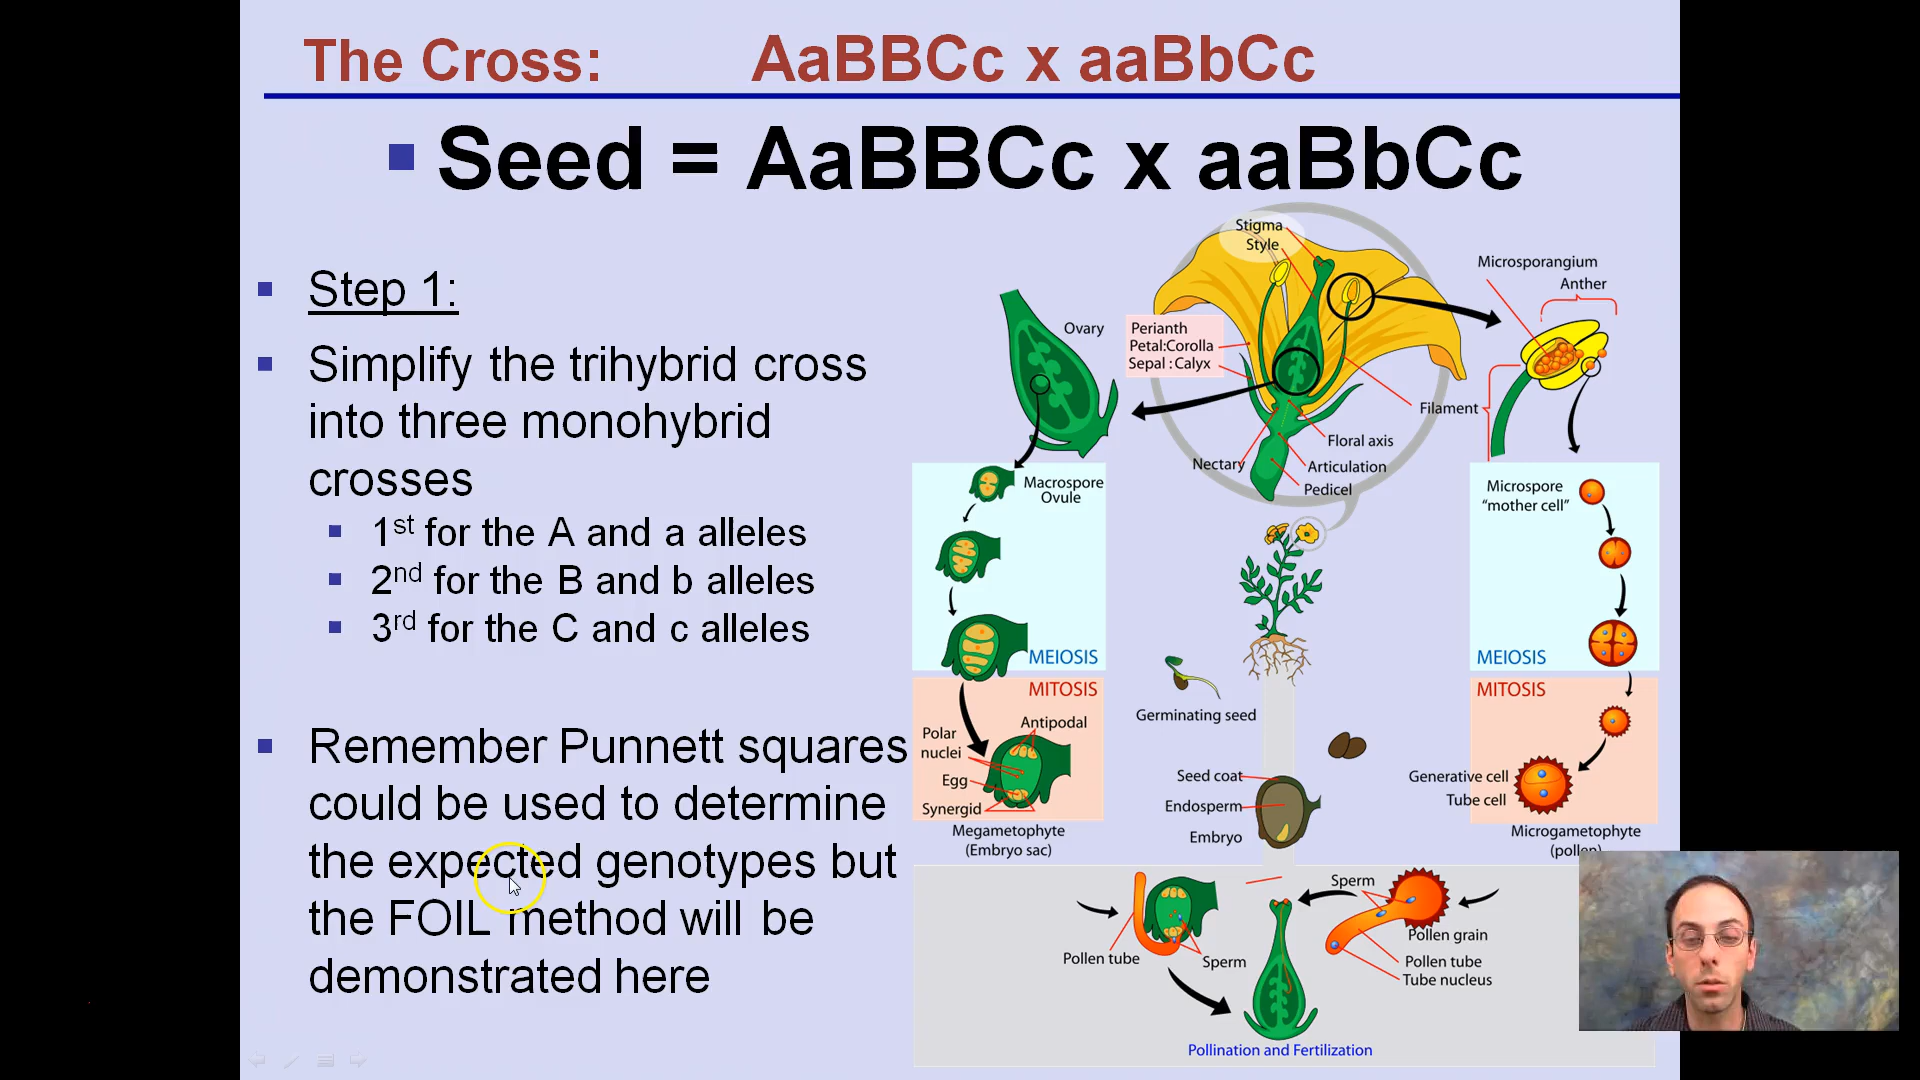 The Cross: AaBBCc x aaBbCc
Seed = AaBBCc x aaBbCc
Step 1:
Simplify the trihybrid cross
into three monohybrid
crosses
1st for the A and a alleles
2nd for the B and b alleles
3rd for the C and c alleles
Remember Punnett squares
could be used to determine
the expected genotypes but
the FOIL method will be
demonstrated here
Stigma
Style
Microsporangium
Anther
Ovary
Perianth
Petal:Corolla
Sepal : Calyx
Filament
Floral axis
Nectary
Articulation
Pedicel
Macrospore
Ovule
MEIOSIS
MITOSIS
Antipodal
Polar
nuclei
Egg
Synergid
Megametophyte
(Embryo sac)
Microspore
"mother cell"
MEIOSIS
MITOSIS
Generative cell
Tube cell
Microgametophyte
(pollen)
Germinating seed
Seed coat
Endosperm
Embryo
Pollen tube
Sperm
Sperm
Pollen grain
Pollen tube
Tube nucleus
Pollination and Fertilization